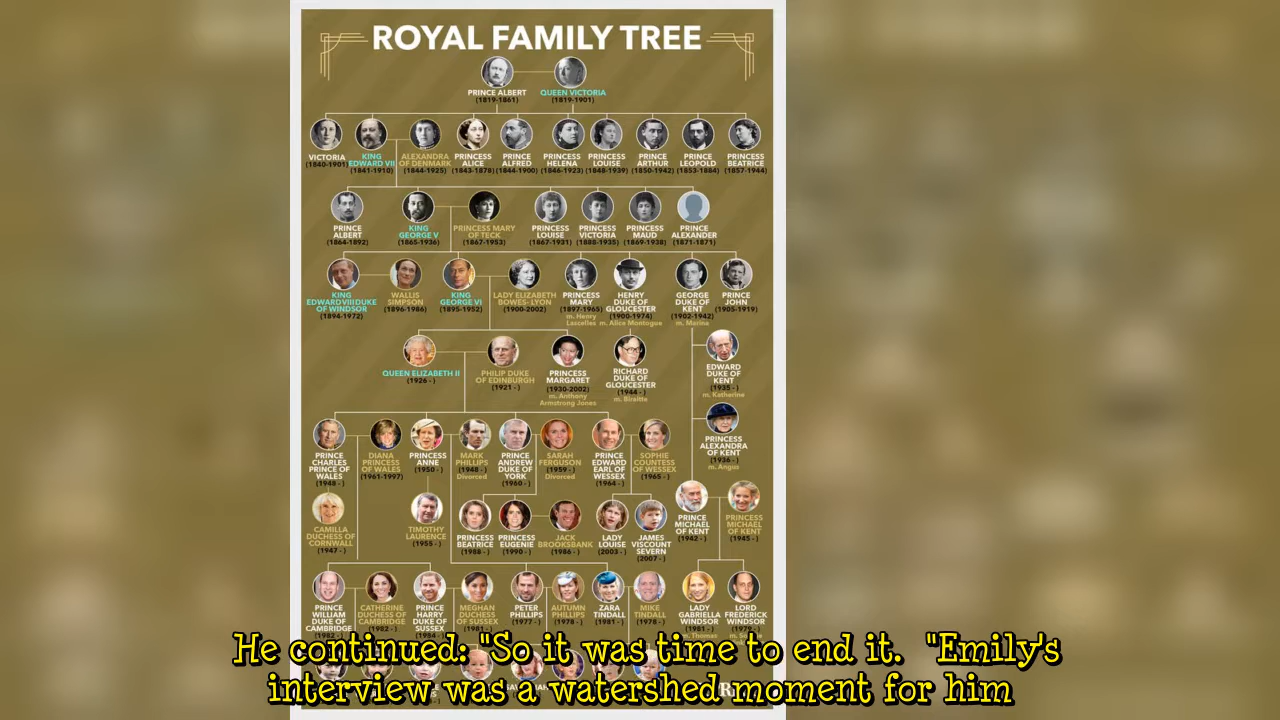 ROYAL FAMILY TREE
PRINCE ALBERT QUEEN VICTORIA
(1819-1861) (1819-1901)
VICTORIA KING ALEXANDRA PRINCESS PRINCE PRINCESS PRINCESS PRINCE PRINCE PRINCESS
EDWARD VII OF DENMARK ALICE ALFRED HELENA LOUISE ARTHUR LEOPOLD BEATRICE
(1840-1901) (1841-1910) (1844-1925) (1843-1878) (1844-1900) (1846-1923) (1848-1939) (1850-1942) (1853-1884) (1857-1944)
PRINCE KING PRINCESS MARY PRINCESS PRINCESS PRINCESS PRINCE
ALBERT GEORGE V OF TECK LOUISE VICTORIA MAUD ALEXANDER
(1864-1892) (1865-1936) (1867-1953) (1867-1931) (1888-1935) (1869-1938) (1871-1871)
KING WALLIS KING LADY ELIZABETH PRINCESS HENRY GEORGE PRINCE
EDWARDVIIIDUKE SIMPSON GEORGE VI BOWES-LYON MARY DUKE OF DUKE OF JOHN
OF WINDSOR (1896-1986) (1895-1952) (1900-2002) (1897-1965) GLOUCESTER KENT (1905-1919)
(1894-1972) m. Henry (1900-1974) (1902-1942)
Lascelles m. Alice Montogue m. Marina
QUEEN ELIZABETH II PHILIP DUKE PRINCESS RICHARD EDWARD
(1926 - ) OF EDINBURGH MARGARET DUKE OF DUKE OF
(1921 - ) (1930-2002) GLOUCESTER KENT
m. Anthony (1944 - ) (1935 - )
Armstrong Jones m. Biraitte m. Katherine
PRINCESS
ALEXANDRA
OF KENT
(1936 - )
m. Angus
PRINCE DIANA PRINCESS MARK PRINCE SARAH PRINCE SOPHIE
CHARLES PRINCESS ANNE PHILLIPS ANDREW FERGUSON EDWARD COUNTESS
PRINCE OF OF WALES (1950 - ) (1948 - ) DUKE OF (1959 - ) EARL OF OF WESSEX
WALES (1961-1997) Divorced YORK Divorced WESSEX (1965 - )
(1948 - ) (1960 - ) (1964 - )
CAMILLA TIMOTHY PRINCESS PRINCESS JACK LADY JAMES PRINCE PRINCESS
DUCHESS OF LAURENCE BEATRICE EUGENIE BROOKSBANK LOUISE VISCOUNT MICHAEL MICHAEL
CORNWALL (1955 - ) (1988 - ) (1990 - ) (1986 - ) (2003 - ) SEVERN OF KENT OF KENT
(1947 - ) (2007 - ) (1942 - ) (1945 - )
PRINCE CATHERINE PRINCE MEGHAN PETER AUTUMN ZARA MIKE LADY LORD
WILLIAM DUCHESS OF HARRY DUCHESS PHILLIPS PHILLIPS TINDALL TINDALL GABRIELLA FREDERICK
DUKE OF CAMBRIDGE DUKE OF OF SUSSEX (1977 - ) (1978 - ) (1981 - ) (1978 - ) WINDSOR WINDSOR
CAMBRIDGE (1982 - ) SUSSEX (1981 - ) (1981 - ) (1979 - )
(1982 - ) (1984 - ) m. Thomas
He continued: "So it was time to end it. "Emily's
interview was a watershed moment for him